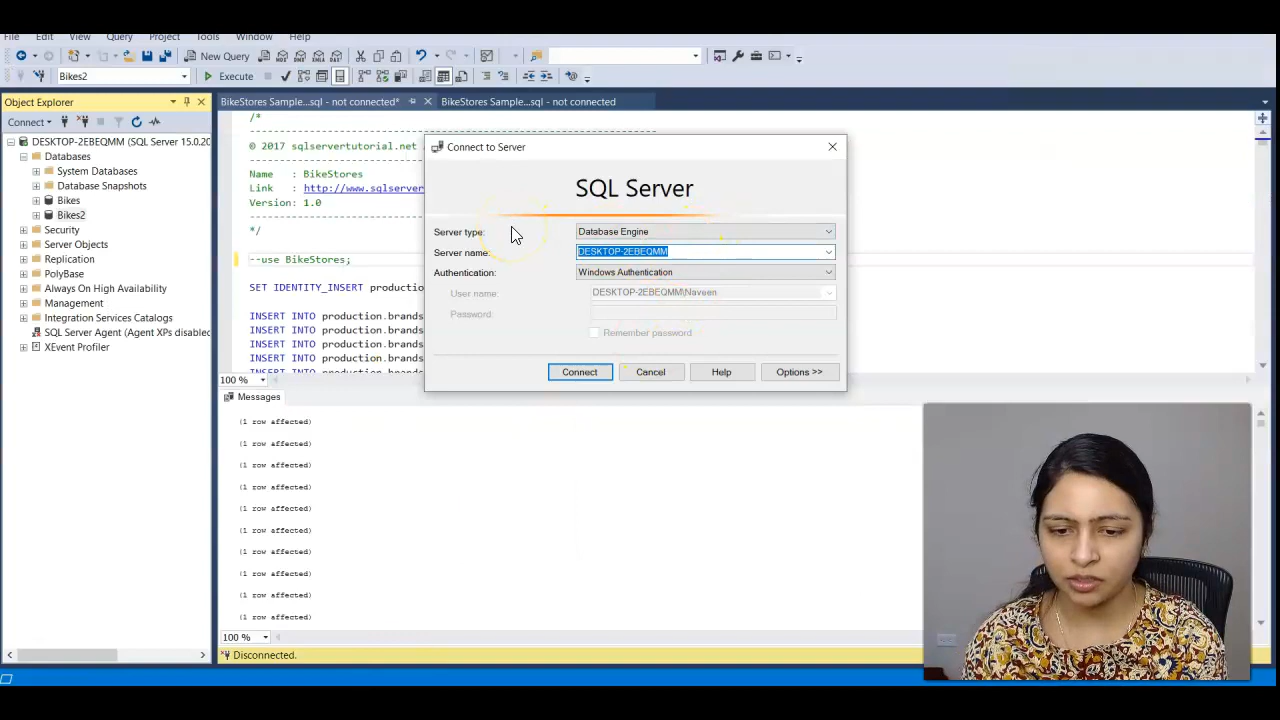 File Edit View Query Project Tools Window Help
New Query
Bikes2 Execute
Object Explorer
BikeStores Sample...sql - not connected* BikeStores Sample...sql - not connected
Connect
DESKTOP-2EBEQMM (SQL Server 15.0.20
Databases
System Databases
Database Snapshots
Bikes
Bikes2
Security
Server Objects
Replication
PolyBase
Always On High Availability
Management
Integration Services Catalogs
SQL Server Agent (Agent XPs disabled
XEvent Profiler
/*
--------------------------------------------------------------------
© 2017 sqlservertutorial.net
Name : BikeStores
Link : http://www.sqlserver
Version: 1.0
*/
--use BikeStores;
SET IDENTITY_INSERT production
INSERT INTO production.brands
INSERT INTO production.brands
INSERT INTO production.brands
INSERT INTO production.brands
INSERT INTO production.brands
100 %
Connect to Server
SQL Server
Server type: Database Engine
Server name: DESKTOP-2EBEQMM
Authentication: Windows Authentication
User name: DESKTOP-2EBEQMM\Naveen
Password:
Remember password
Connect Cancel Help Options >>
Messages
(1 row affected)
(1 row affected)
(1 row affected)
(1 row affected)
(1 row affected)
(1 row affected)
(1 row affected)
(1 row affected)
(1 row affected)
(1 row affected)
100 %
Disconnected.